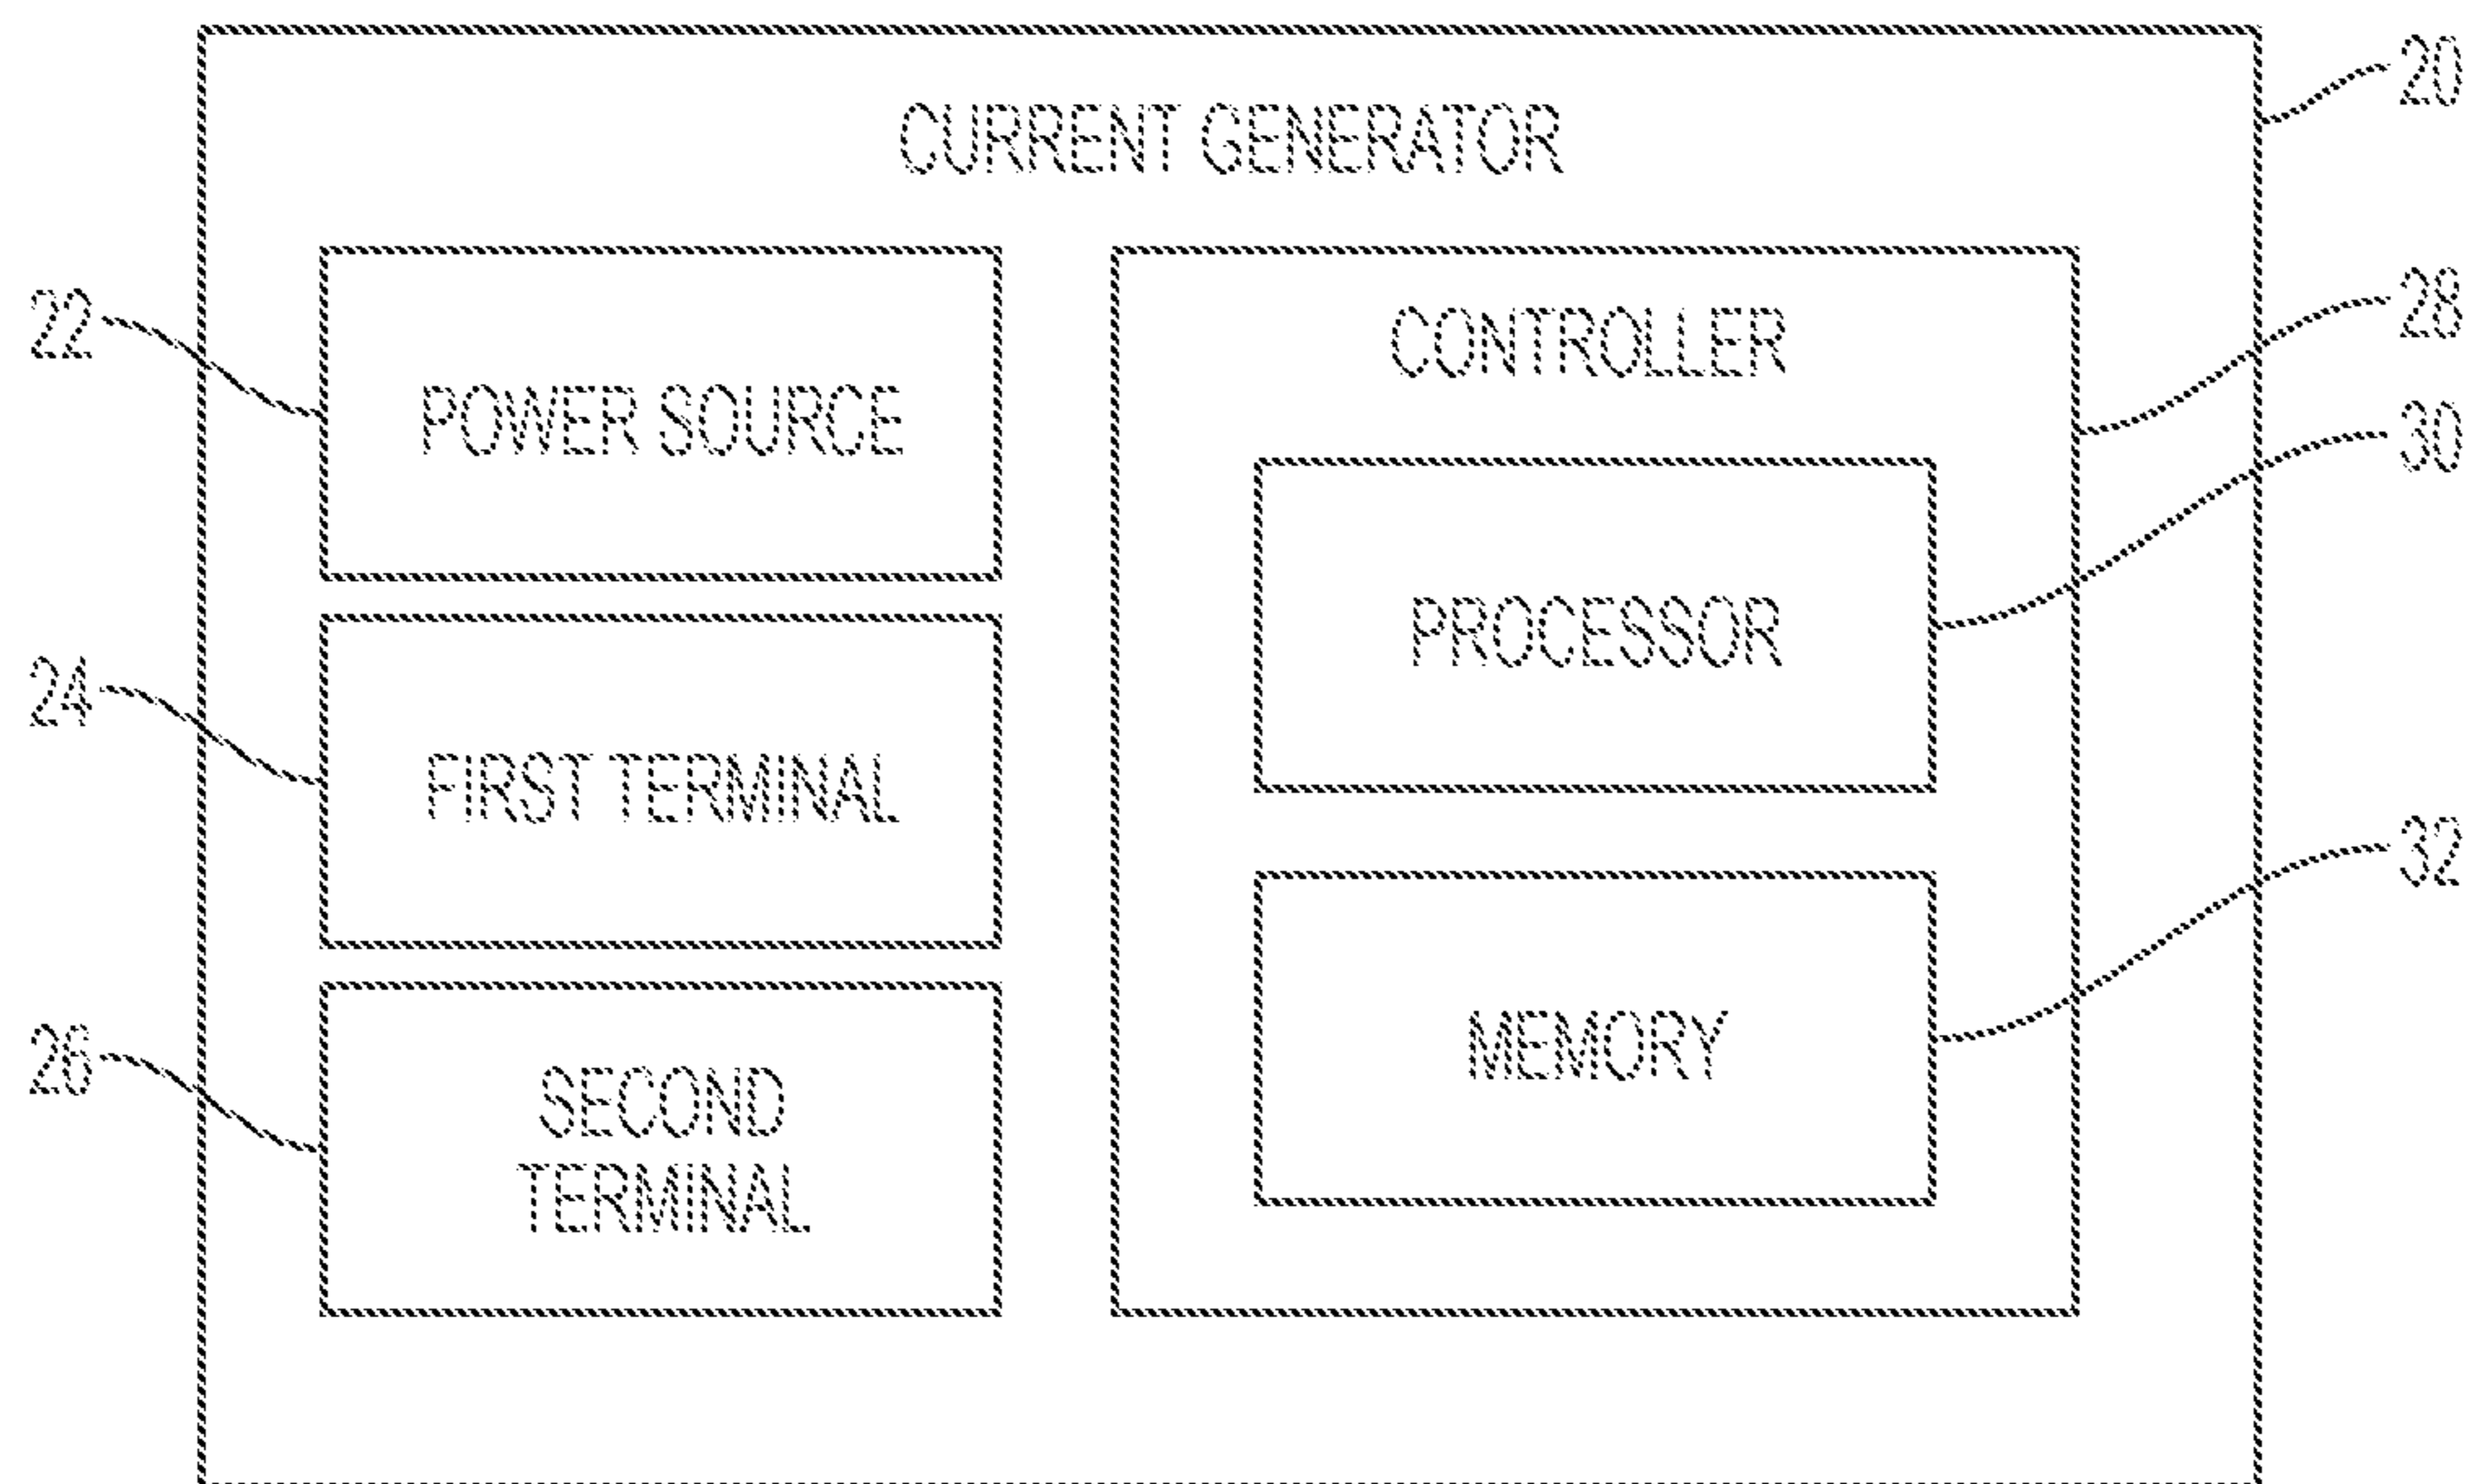 CURRENT GENERATOR
20
22
POWER SOURCE
24
FIRST TERMINAL
26
SECOND
TERMINAL
CONTROLLER
28
PROCESSOR
30
MEMORY
32